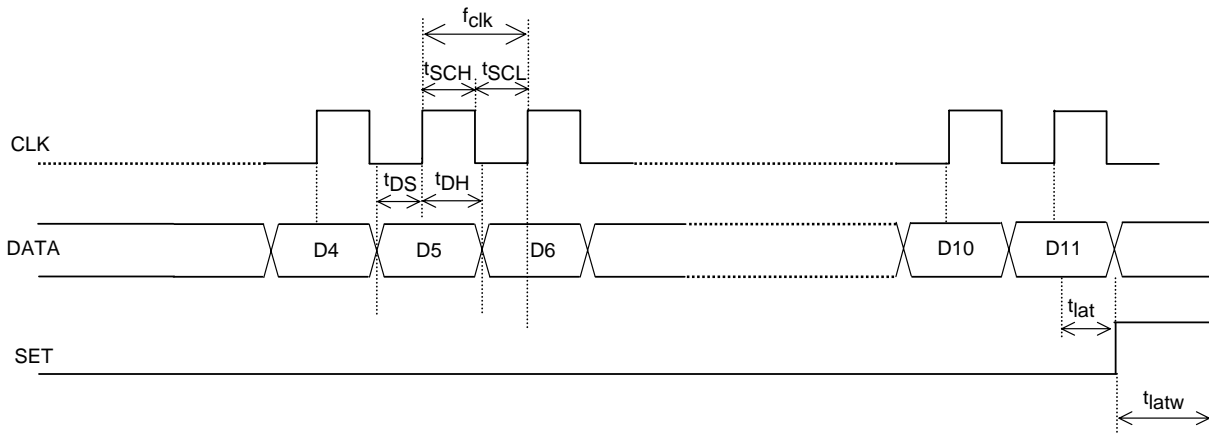 fclk
tSCH tSCL
CLK
tDS tDH
DATA D4 D5 D6 D10 D11
tlat
SET
tlatw